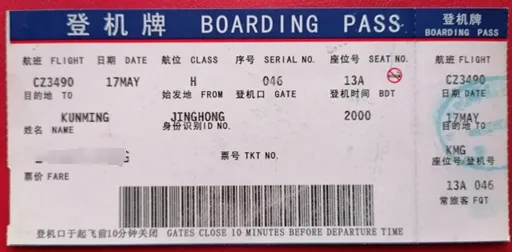 登机牌 BOARDING PASS
登机牌
BOARDING PASS
航班 FLIGHT 日期 DATE 航位 CLASS 序号 SERIAL NO. 座位号 SEAT NO.
CZ3490 17MAY H 046 13A
目的地 TO 始发地 FROM 登机口 GATE 登机时间 BDT
KUNMING JINGHONG 2000
姓名 NAME 身份识别ID NO.
G
票号 TKT NO.
票价 FARE
登机口于起飞前10分钟关闭 GATES CLOSE 10 MINUTES BEFORE DEPARTURE TIME
航班 FLIGHT
CZ3490
日期 DATE
17MAY
目的地 TO
KMG
座位号/登机号
13A 046
常旅客 FQT